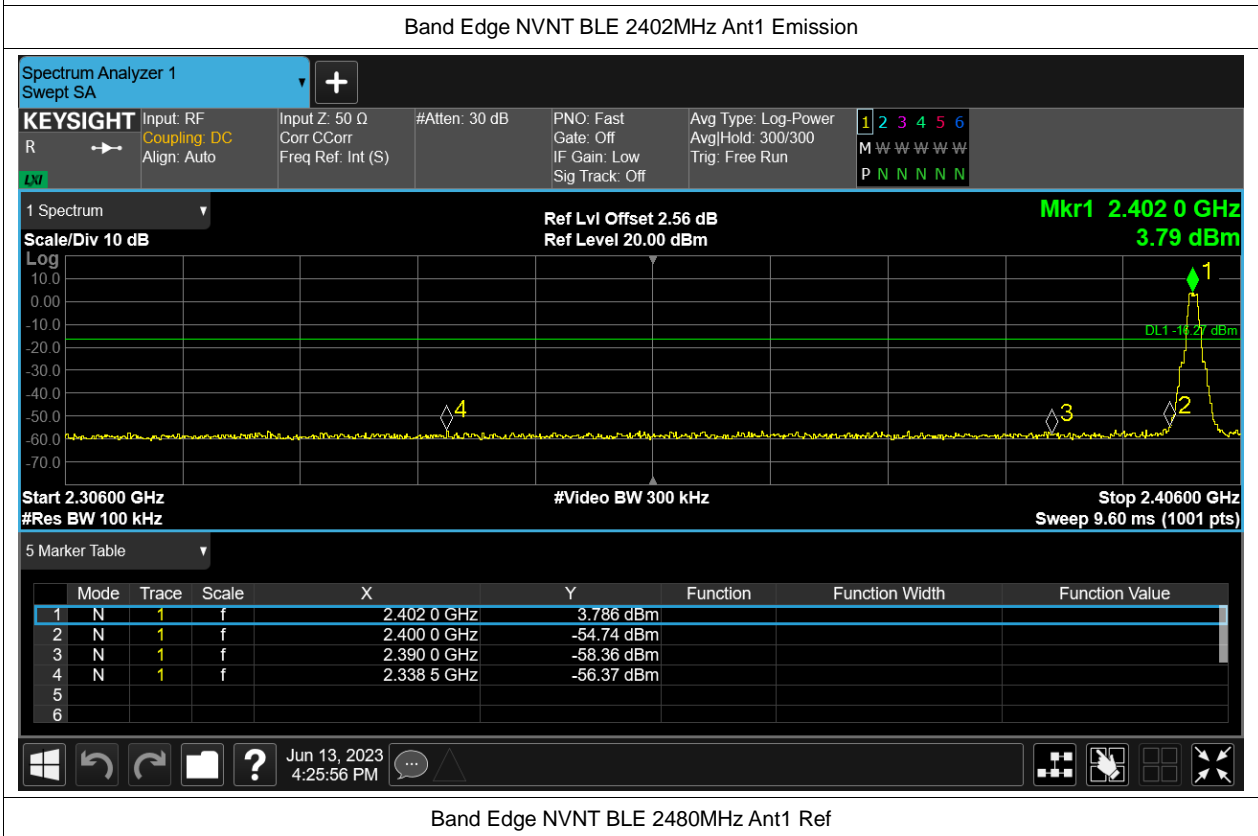 Band Edge NVNT BLE 2402MHz Ant1 Emission
Spectrum Analyzer 1
Swept SA
+
KEYSIGHT
R
LXI
Input: RF
Coupling: DC
Align: Auto
Input Z: 50 Ω
Corr CCorr
Freq Ref: Int (S)
#Atten: 30 dB
PNO: Fast
Gate: Off
IF Gain: Low
Sig Track: Off
Avg Type: Log-Power
Avg|Hold: 300/300
Trig: Free Run
1 2 3 4 5 6
M W W W W W
P N N N N N
1 Spectrum
Scale/Div 10 dB
Ref Lvl Offset 2.56 dB
Ref Level 20.00 dBm
Mkr1 2.402 0 GHz
3.79 dBm
Log
10.0
0.00
-10.0
-20.0
-30.0
-40.0
-50.0
-60.0
-70.0
1
DL1 -16.27 dBm
4
3
2
Start 2.30600 GHz
#Res BW 100 kHz
#Video BW 300 kHz
Stop 2.40600 GHz
Sweep 9.60 ms (1001 pts)
5 Marker Table
Mode Trace Scale X Y Function Function Width Function Value
1 N 1 f 2.402 0 GHz 3.786 dBm
2 N 1 f 2.400 0 GHz -54.74 dBm
3 N 1 f 2.390 0 GHz -58.36 dBm
4 N 1 f 2.338 5 GHz -56.37 dBm
5
6
?
Jun 13, 2023
4:25:56 PM
Band Edge NVNT BLE 2480MHz Ant1 Ref